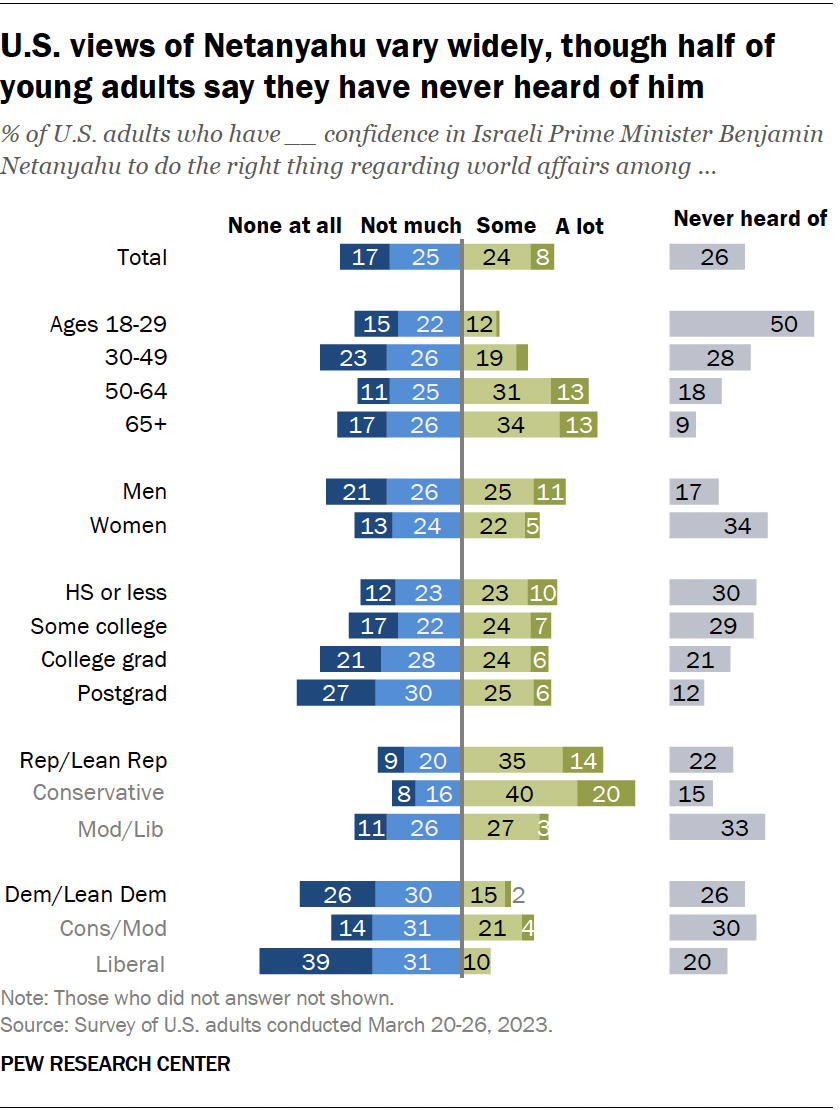 U.S. views of Netanyahu vary widely, though half of
young adults say they have never heard of him
% of U.S. adults who have __ confidence in Israeli Prime Minister Benjamin
Netanyahu to do the right thing regarding world affairs among ...
None at all Not much Some A lot Never heard of
Total 17 25 24 8 26
Ages 18-29 15 22 12 50
30-49 23 26 19 28
50-64 11 25 31 13 18
65+ 17 26 34 13 9
Men 21 26 25 11 17
Women 13 24 22 5 34
HS or less 12 23 23 10 30
Some college 17 22 24 7 29
College grad 21 28 24 6 21
Postgrad 27 30 25 6 12
Rep/Lean Rep 9 20 35 14 22
Conservative 8 16 40 20 15
Mod/Lib 11 26 27 3 33
Dem/Lean Dem 26 30 15 2 26
Cons/Mod 14 31 21 4 30
Liberal 39 31 10 20
Note: Those who did not answer not shown.
Source: Survey of U.S. adults conducted March 20-26, 2023.
PEW RESEARCH CENTER